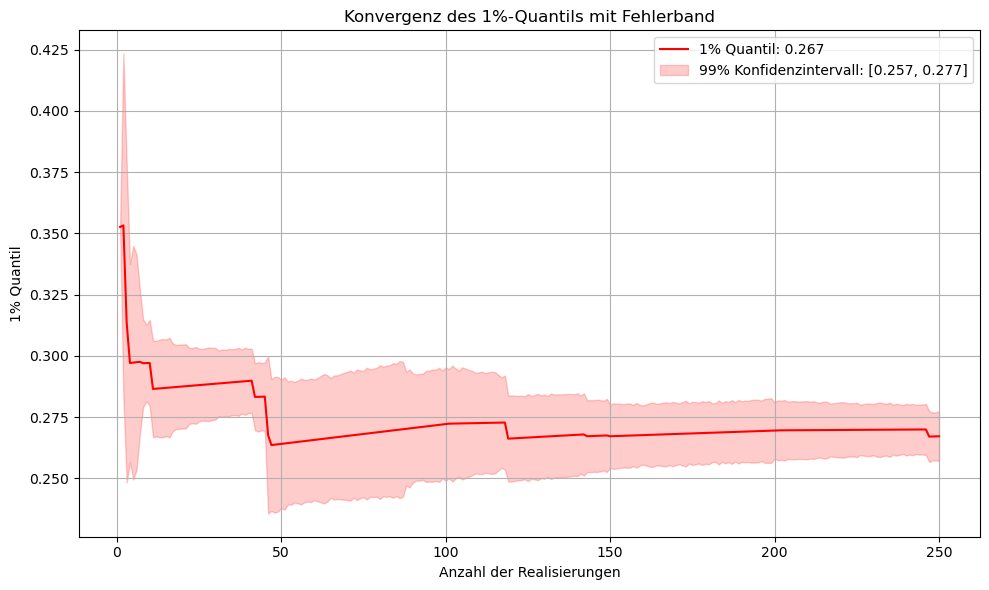 Konvergenz des 1%-Quantils mit Fehlerband
1% Quantil: 0.267
99% Konfidenzintervall: [0.257, 0.277]
1% Quantil
0.425
0.400
0.375
0.350
0.325
0.300
0.275
0.250
0 50 100 150 200 250
Anzahl der Realisierungen